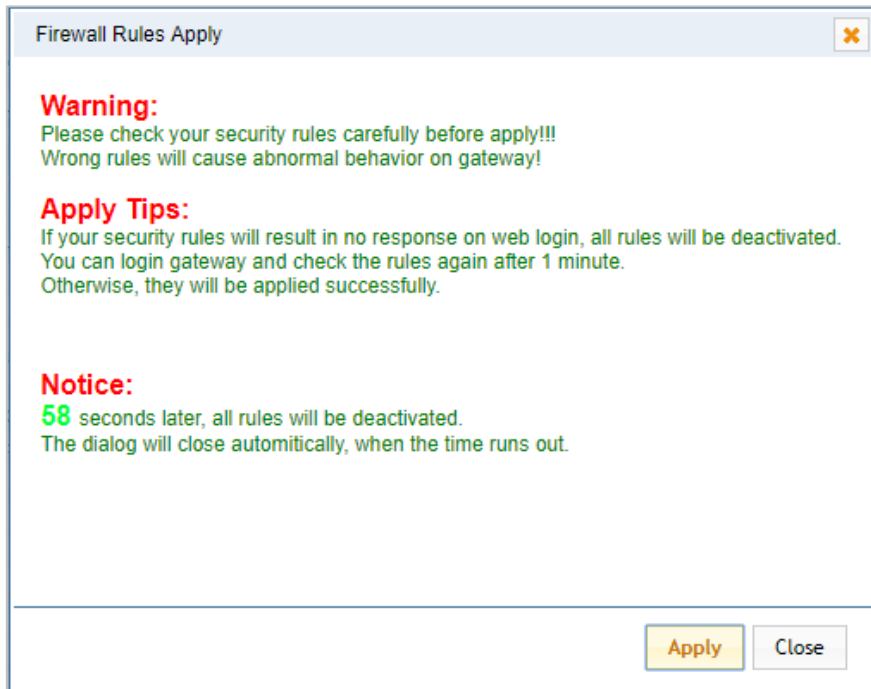 Firewall Rules Apply
Warning:
Please check your security rules carefully before apply!!!
Wrong rules will cause abnormal behavior on gateway!
Apply Tips:
If your security rules will result in no response on web login, all rules will be deactivated.
You can login gateway and check the rules again after 1 minute.
Otherwise, they will be applied successfully.
Notice:
58 seconds later, all rules will be deactivated.
The dialog will close automitically, when the time runs out.
Apply Close